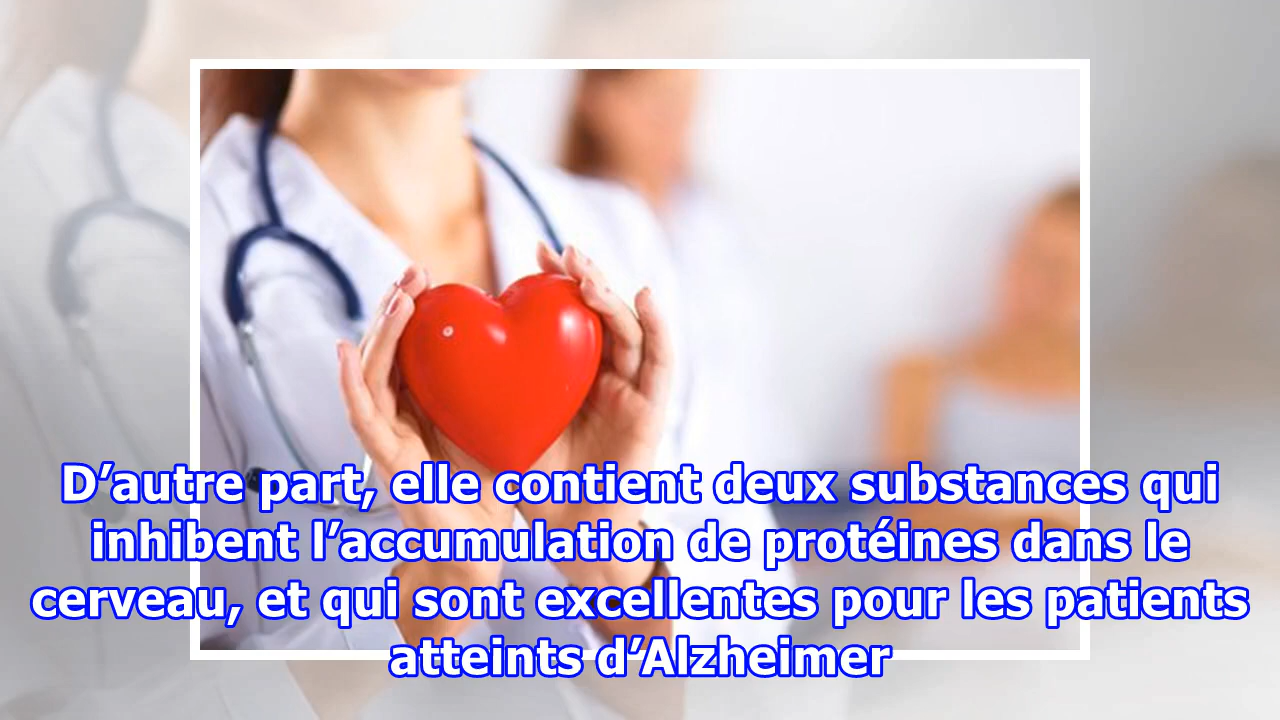 D’autre part, elle contient deux substances qui
inhibent l’accumulation de protéines dans le
cerveau, et qui sont excellentes pour les patients
atteints d’Alzheimer